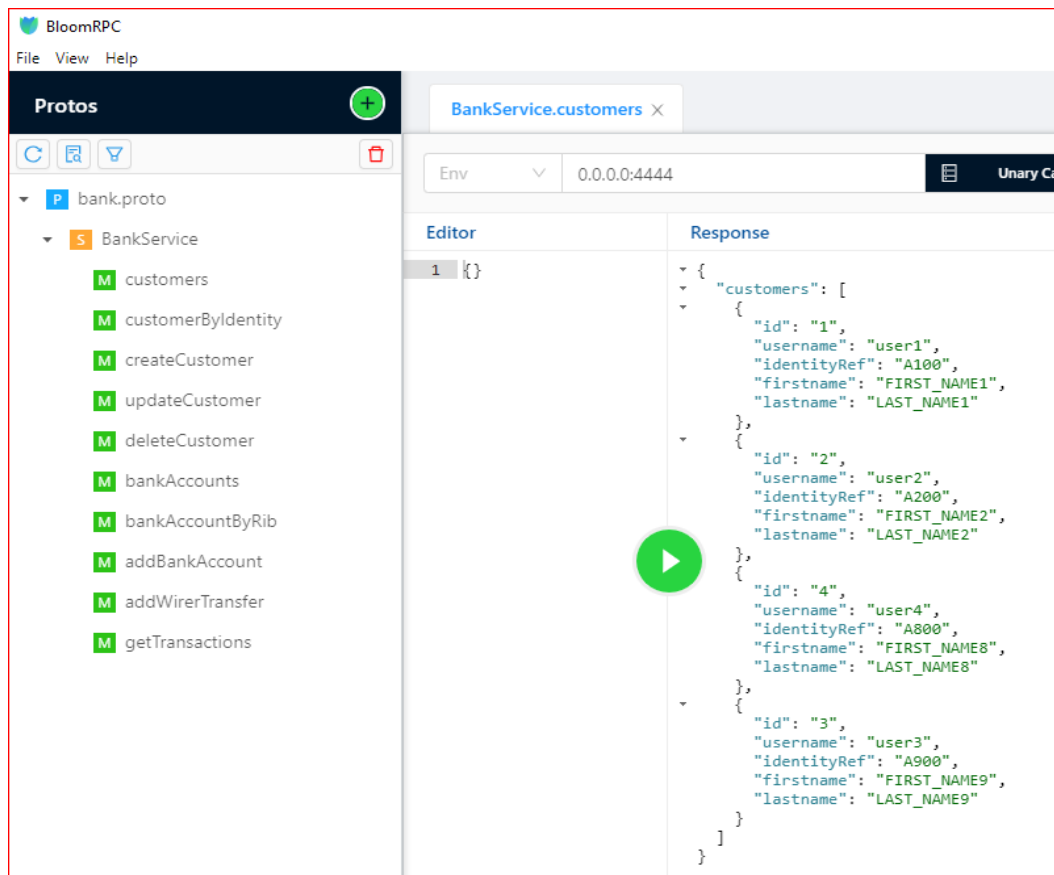 BloomRPC
File View Help
Protos
BankService.customers
Env
0.0.0.0:4444
Unary
P bank.proto
S BankService
M customers
M customerByIdentity
M createCustomer
M updateCustomer
M deleteCustomer
M bankAccounts
M bankAccountByRib
M addBankAccount
M addWirerTransfer
M getTransactions
Editor
1 {}
Response
{
"customers": [
{
"id": "1",
"username": "user1",
"identityRef": "A100",
"firstname": "FIRST_NAME1",
"lastname": "LAST_NAME1"
},
{
"id": "2",
"username": "user2",
"identityRef": "A200",
"firstname": "FIRST_NAME2",
"lastname": "LAST_NAME2"
},
{
"id": "4",
"username": "user4",
"identityRef": "A800",
"firstname": "FIRST_NAME8",
"lastname": "LAST_NAME8"
},
{
"id": "3",
"username": "user3",
"identityRef": "A900",
"firstname": "FIRST_NAME9",
"lastname": "LAST_NAME9"
}
]
}